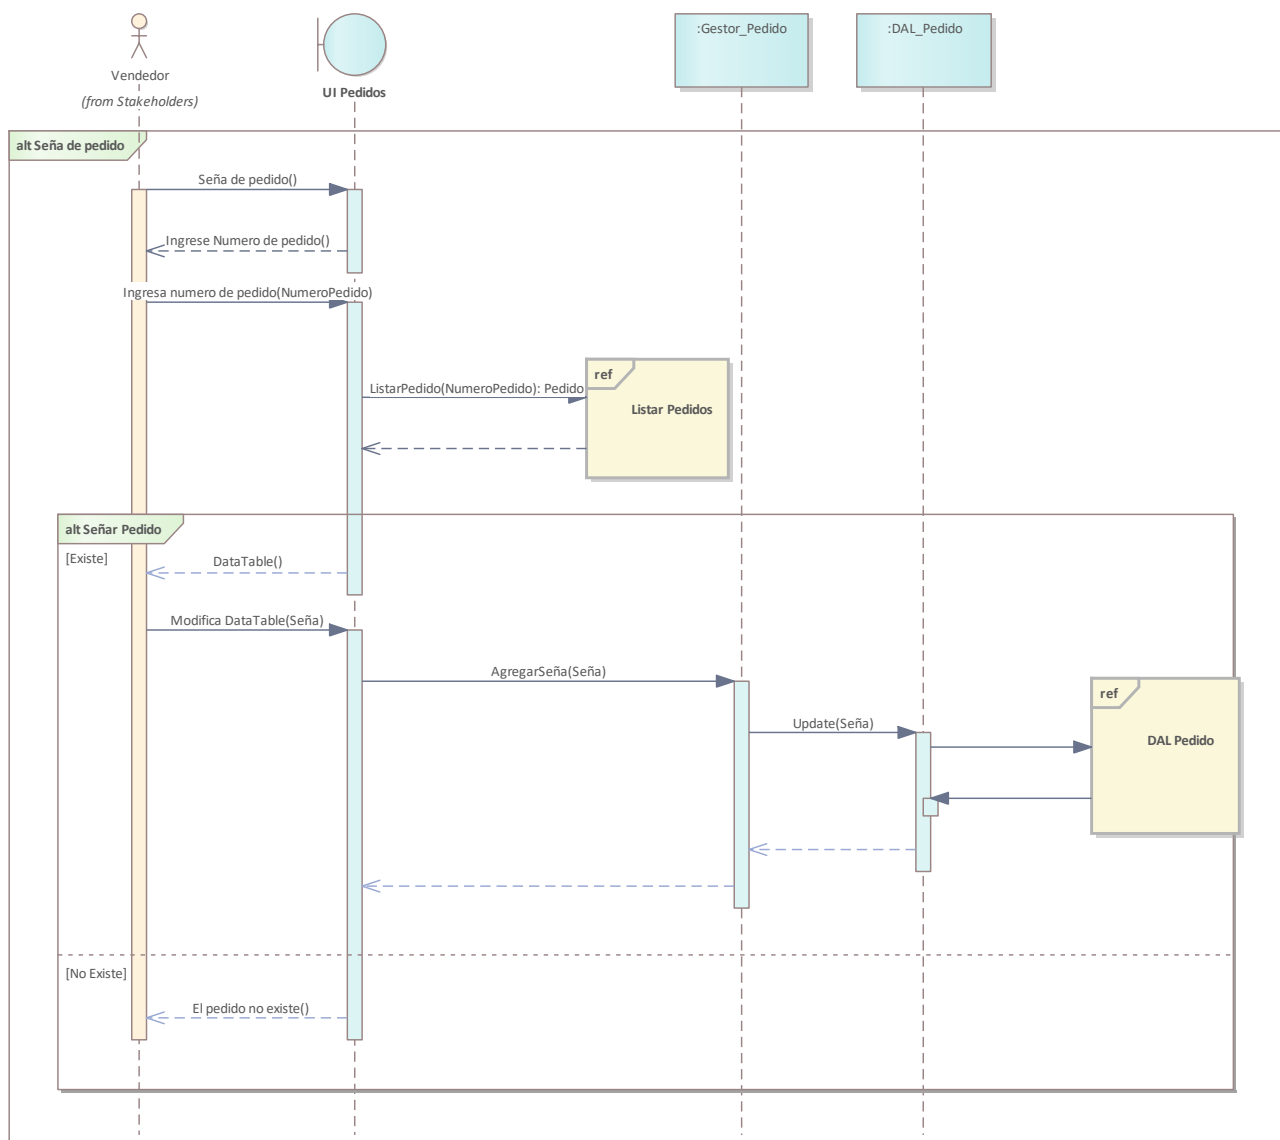 :Gestor_Pedido
:DAL_Pedido
Vendedor
(from Stakeholders)
UI Pedidos
alt Seña de pedido
Seña de pedido()
Ingrese Numero de pedido()
Ingresa numero de pedido(NumeroPedido)
ref
ListarPedido(NumeroPedido): Pedido
Listar Pedidos
alt Señar Pedido
[Existe]
DataTable()
Modifica DataTable(Seña)
AgregarSeña(Seña)
ref
Update(Seña)
DAL Pedido
[No Existe]
El pedido no existe()